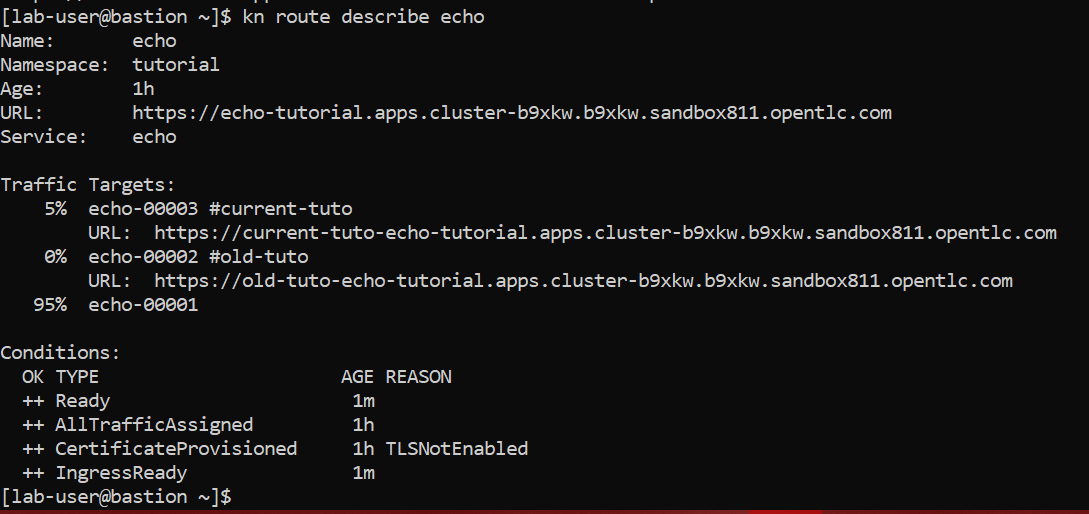 [lab-user@bastion ~]$ kn route describe echo
Name:       echo
Namespace:  tutorial
Age:        1h
URL:        https://echo-tutorial.apps.cluster-b9xkw.b9xkw.sandbox811.opentlc.com
Service:    echo

Traffic Targets:
    5%  echo-00003 #current-tuto
        URL:  https://current-tuto-echo-tutorial.apps.cluster-b9xkw.b9xkw.sandbox811.opentlc.com
    0%  echo-00002 #old-tuto
        URL:  https://old-tuto-echo-tutorial.apps.cluster-b9xkw.b9xkw.sandbox811.opentlc.com
   95%  echo-00001

Conditions:
  OK TYPE                      AGE REASON
  ++ Ready                      1m
  ++ AllTrafficAssigned         1h
  ++ CertificateProvisioned     1h TLSNotEnabled
  ++ IngressReady               1m
[lab-user@bastion ~]$